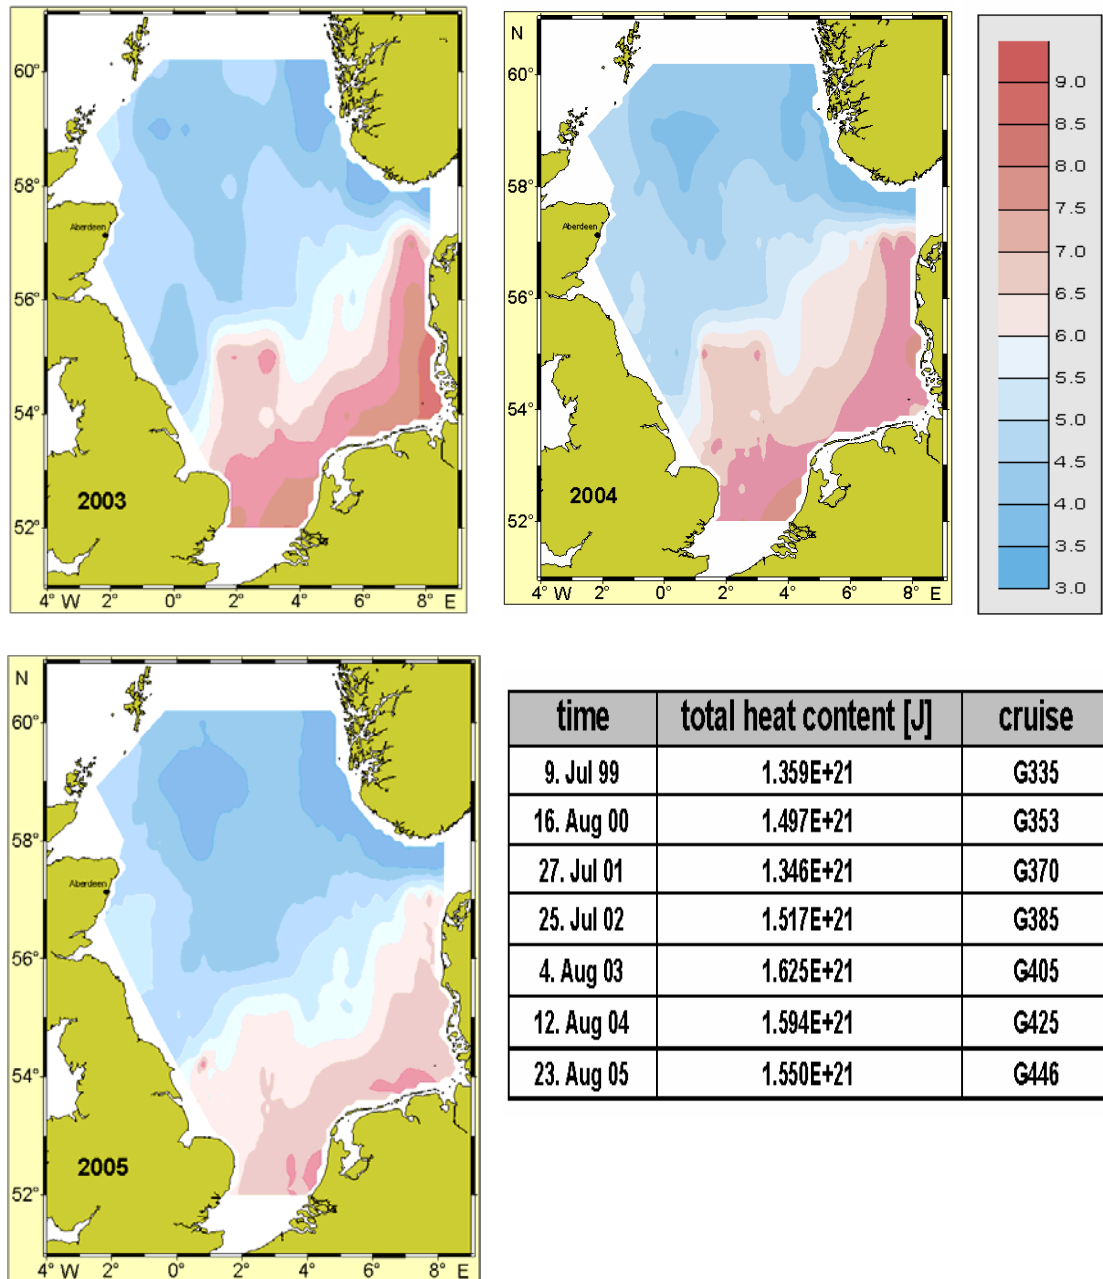 60°
58°
Aberdeen
56°
54°
2003
52°
4° W 2° 0° 2° 4° 6° 8° E
N
60°
58°
Aberdeen
56°
54°
2004
52°
4° W 2° 0° 2° 4° 6° 8° E
9.0
8.5
8.0
7.5
7.0
6.5
6.0
5.5
5.0
4.5
4.0
3.5
3.0
N
60°
58°
Aberdeen
56°
54°
2005
52°
4° W 2° 0° 2° 4° 6° 8° E
time total heat content [J] cruise
9. Jul 99 1.359E+21 G335
16. Aug 00 1.497E+21 G353
27. Jul 01 1.346E+21 G370
25. Jul 02 1.517E+21 G385
4. Aug 03 1.625E+21 G405
12. Aug 04 1.594E+21 G425
23. Aug 05 1.550E+21 G446